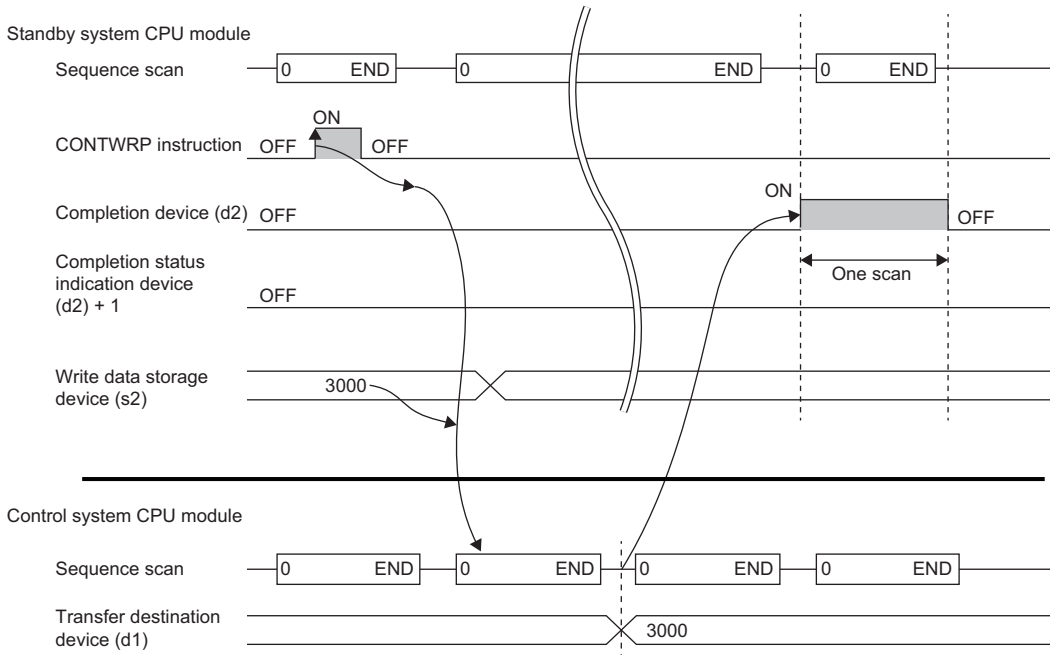 Standby system CPU module
Sequence scan
0 END 0 END 0 END
ON
CONTWRP instruction OFF OFF
ON
Completion device (d2) OFF OFF
Completion status
indication device
(d2) + 1
OFF
One scan
Write data storage
device (s2)
3000
Control system CPU module
Sequence scan
0 END 0 END 0 END 0 END
Transfer destination
device (d1)
3000